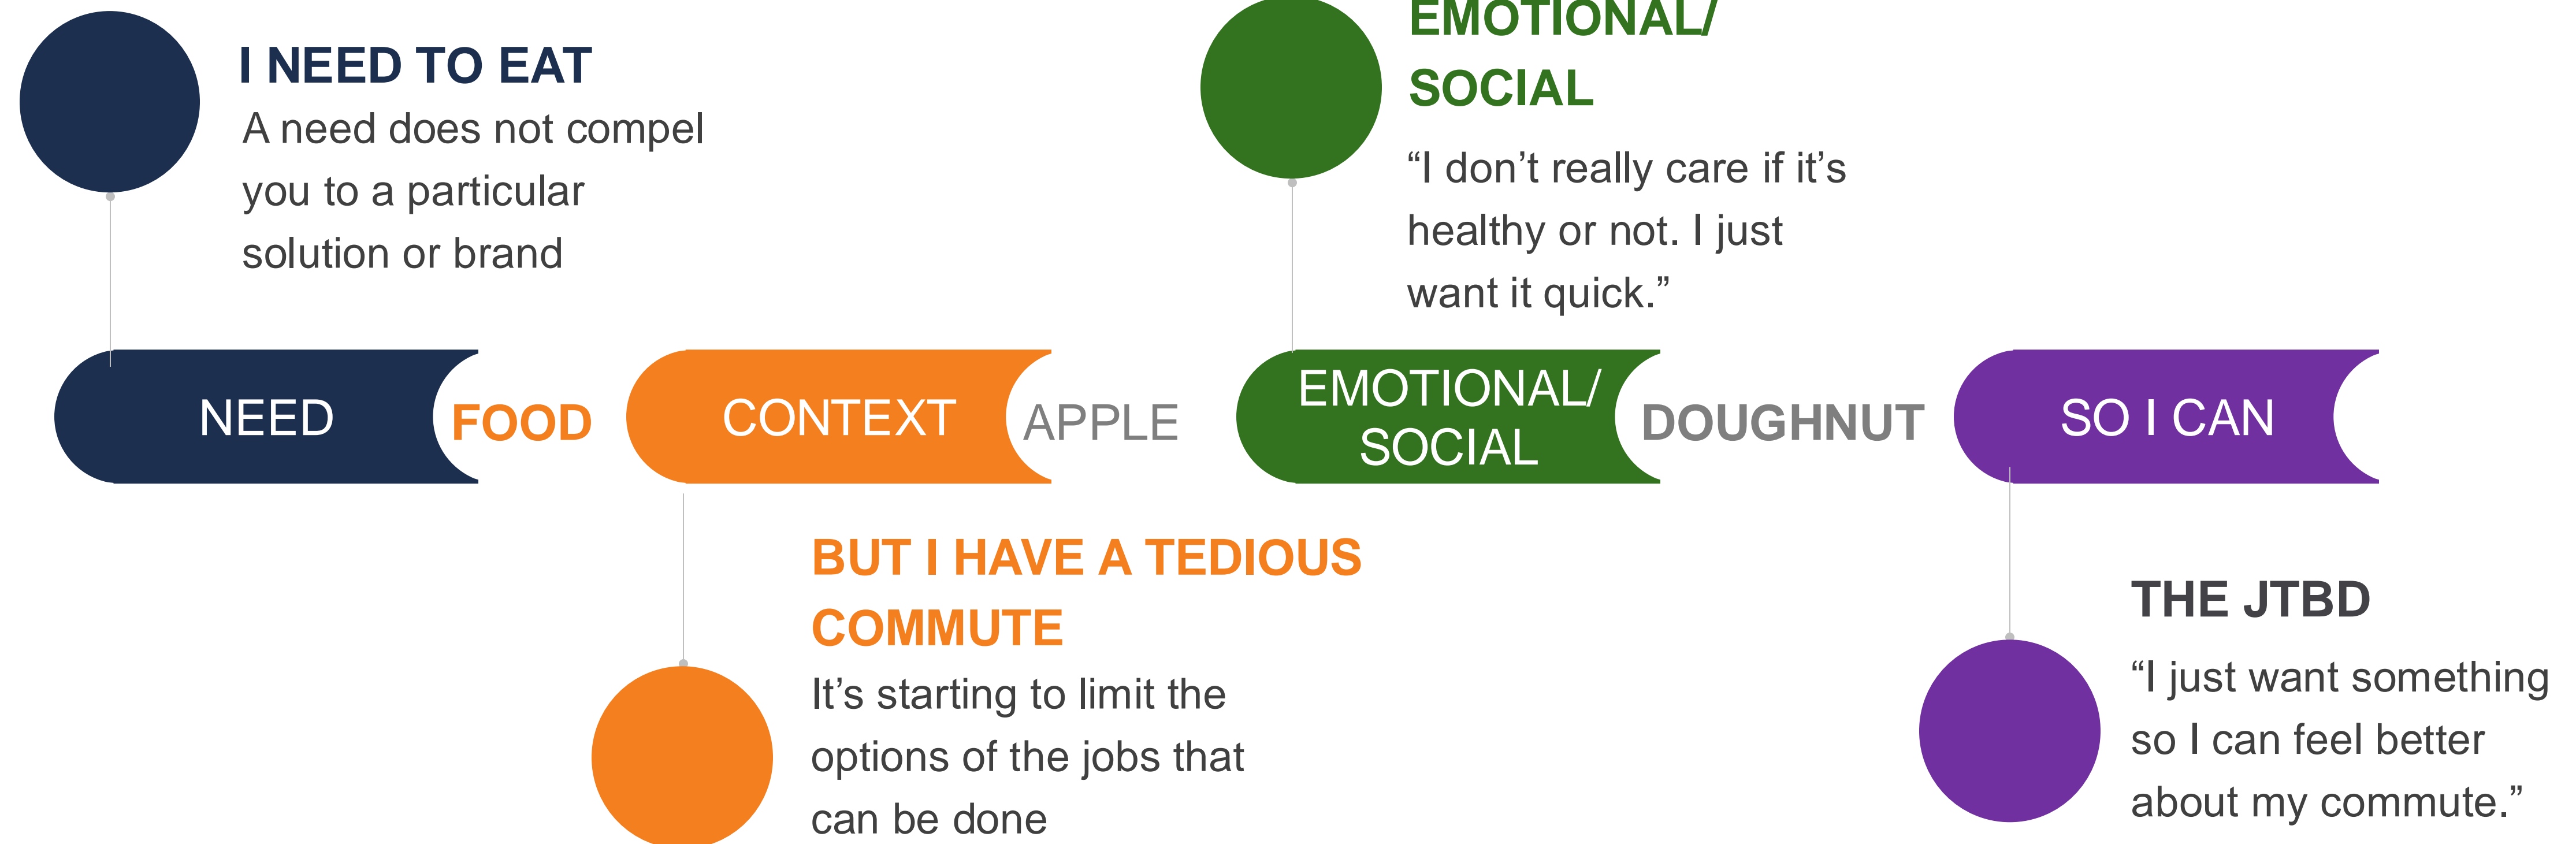 I NEED TO EAT
A need does not compel
you to a particular
solution or brand
EMOTIONAL/
SOCIAL
“I don’t really care if it’s
healthy or not. I just
want it quick.”
NEED
FOOD
CONTEXT
APPLE
EMOTIONAL/
SOCIAL
DOUGHNUT
SO I CAN
BUT I HAVE A TEDIOUS
COMMUTE
It’s starting to limit the
options of the jobs that
can be done
THE JTBD
“I just want something
so I can feel better
about my commute.”